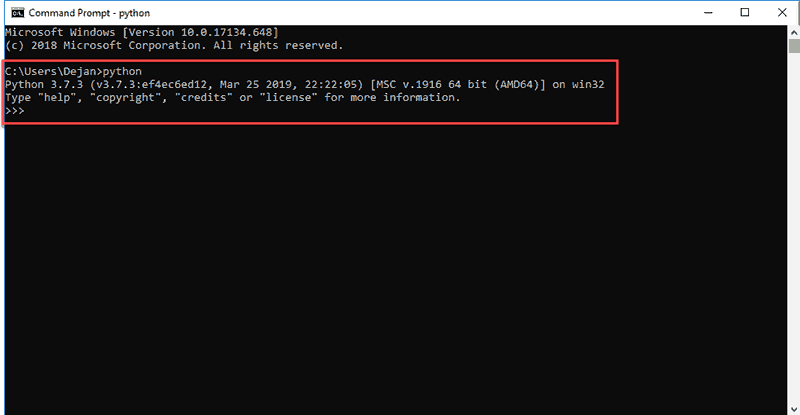 Command Prompt - python
Microsoft Windows [Version 10.0.17134.648]
(c) 2018 Microsoft Corporation. All rights reserved.
C:\Users\Dejan>python
Python 3.7.3 (v3.7.3:ef4ec6ed12, Mar 25 2019, 22:22:05) [MSC v.1916 64 bit (AMD64)] on win32
Type "help", "copyright", "credits" or "license" for more information.
>>>